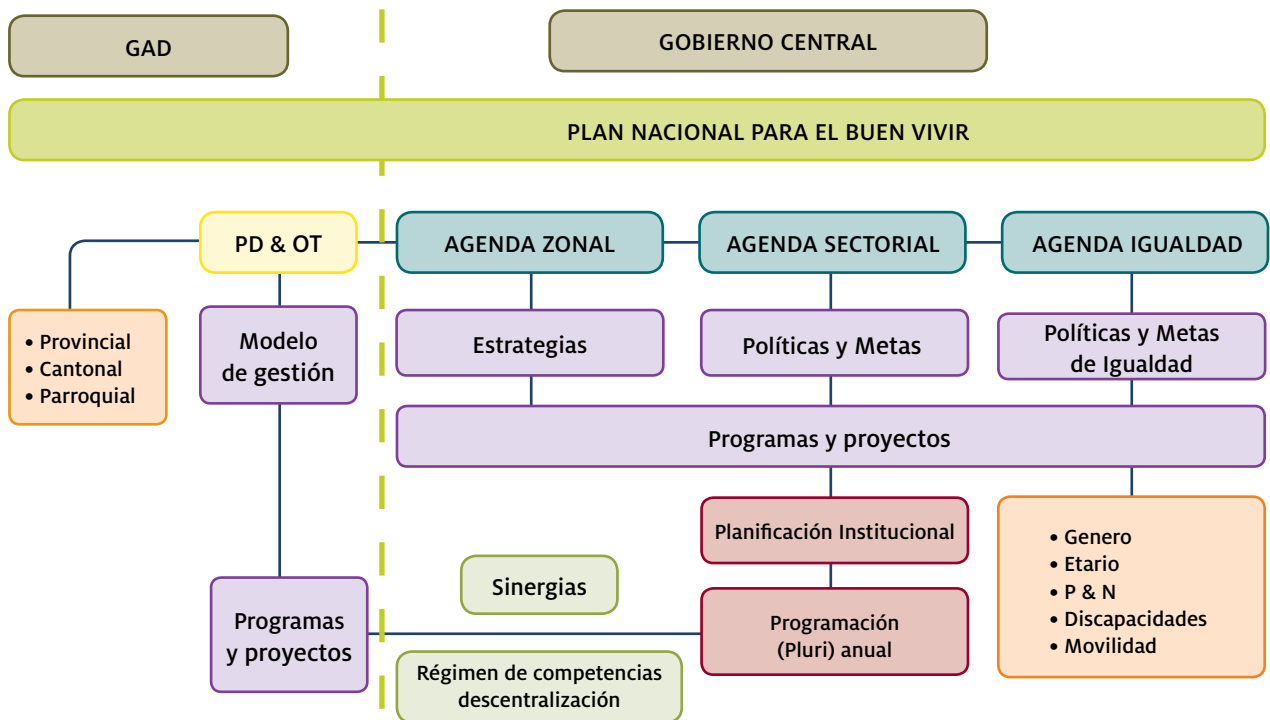 GAD
GOBIERNO CENTRAL
PLAN NACIONAL PARA EL BUEN VIVIR
PD & OT
AGENDA ZONAL
AGENDA SECTORIAL
AGENDA IGUALDAD
• Provincial
• Cantonal
• Parroquial
Modelo
de gestión
Estrategias
Políticas y Metas
Políticas y Metas
de Igualdad
Programas y proyectos
Planificación Institucional
• Genero
• Etario
• P & N
• Discapacidades
• Movilidad
Sinergias
Programas
y proyectos
Programación
(Pluri) anual
Régimen de competencias
descentralización